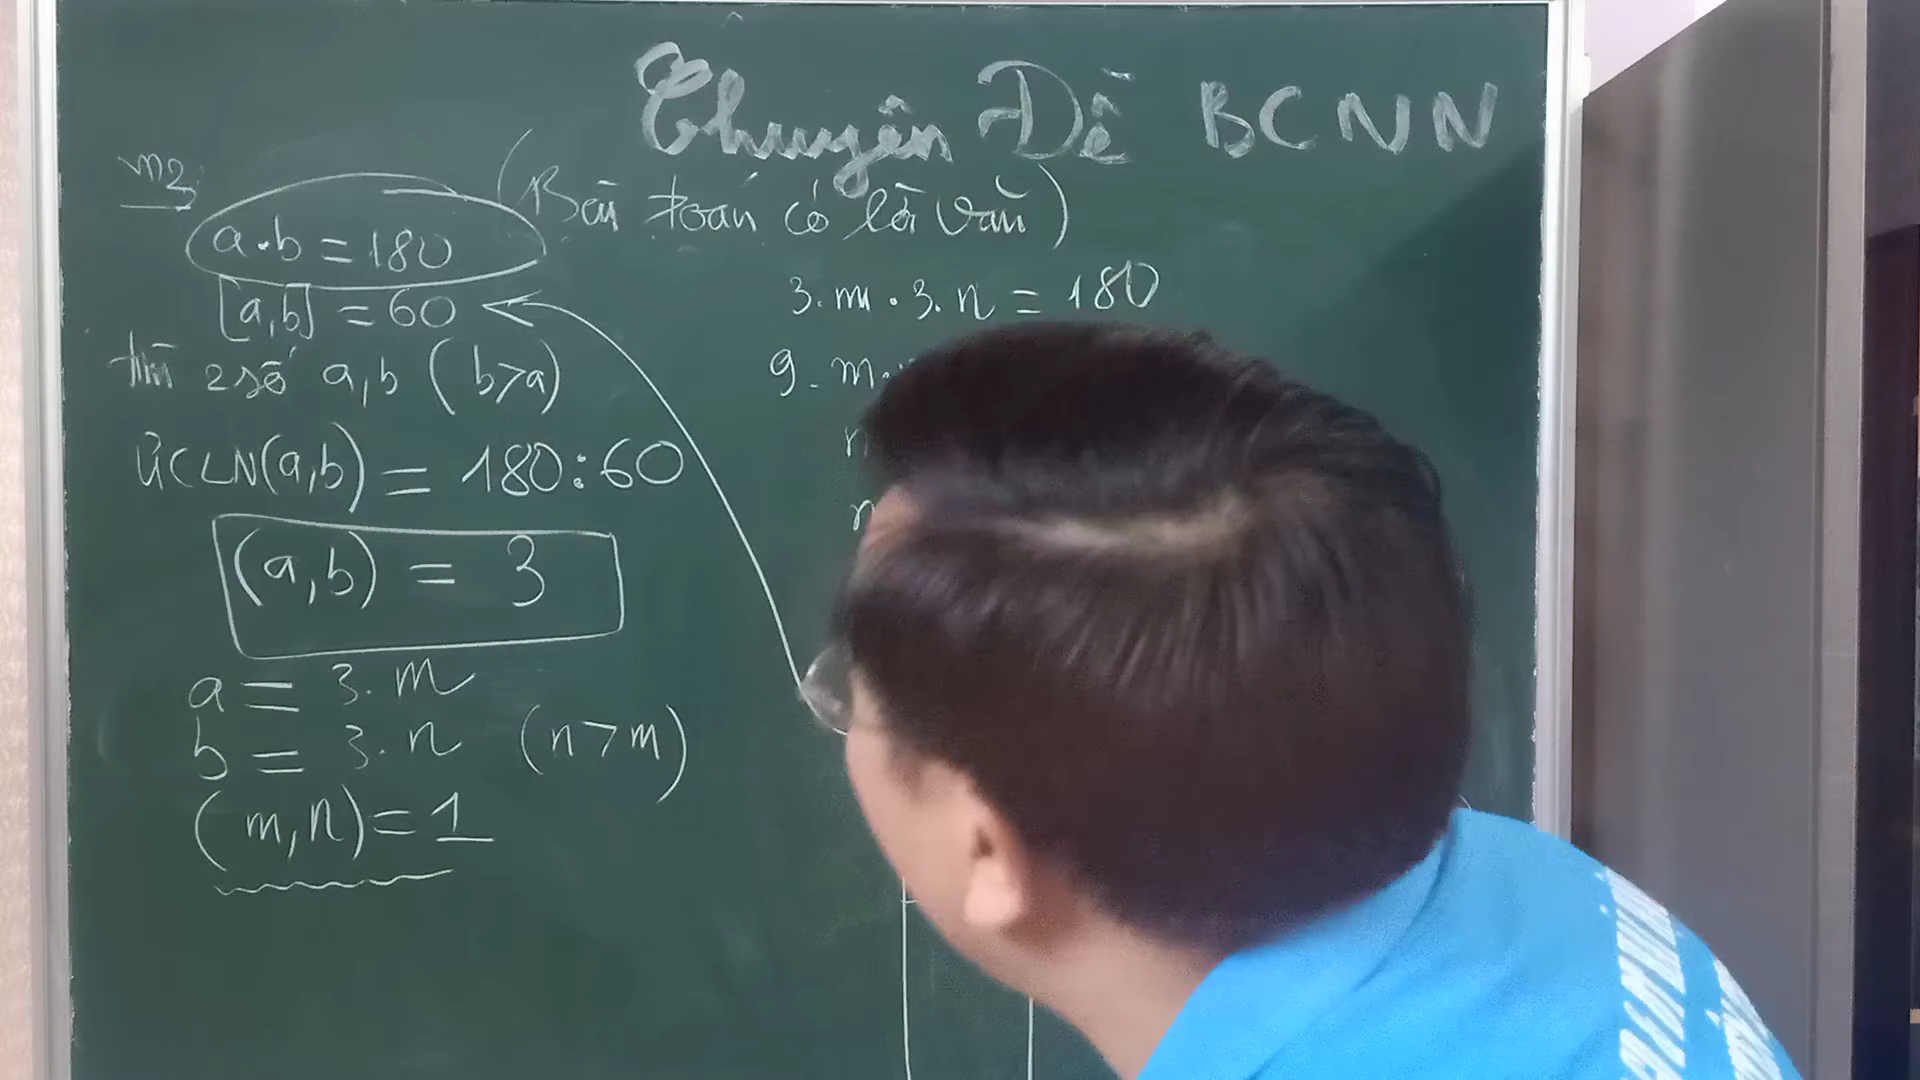 Chuyên Đề BCNN
(Bài toán có lời văn)
a.b = 180
[a,b] = 60
tìm 2 số a,b (b>a)
ƯCLN(a,b) = 180:60
(a,b) = 3
a = 3.m
b = 3.n (n>m)
(m,n)=1
3.m.3.n = 180
9.m.